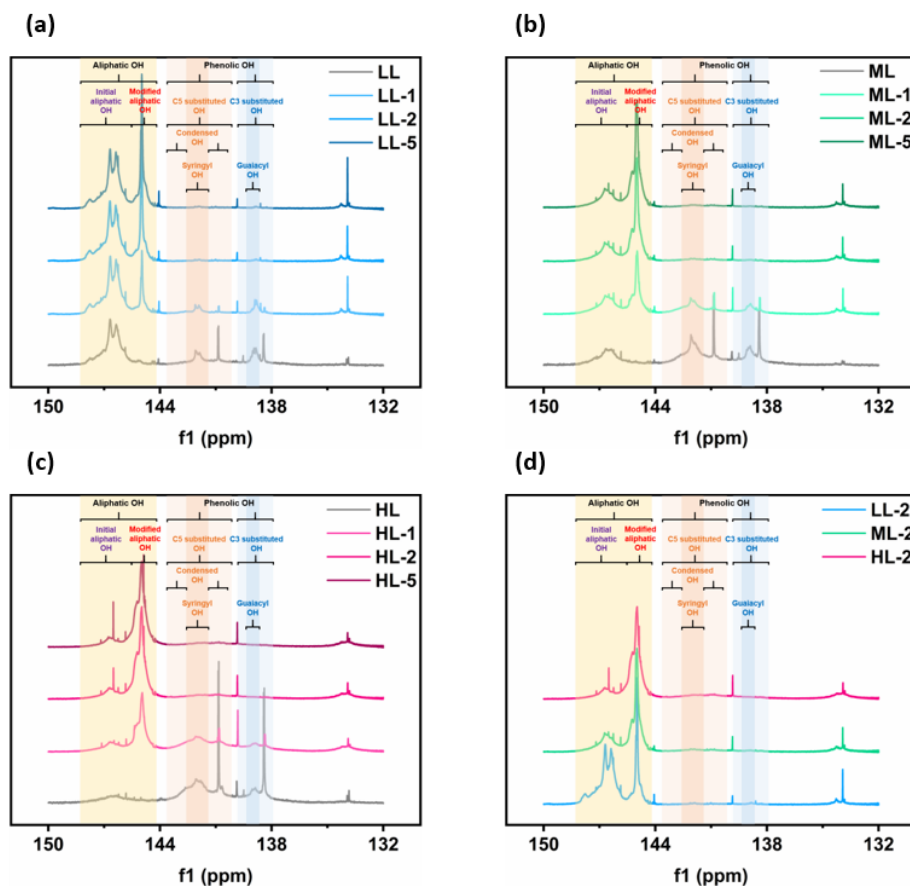 (a)
Aliphatic OH
Phenolic OH
LL
LL-1
LL-2
LL-5
Initial
aliphatic
OH
Modified
aliphatic
OH
C5 substituted
OH
C3 substituted
OH
Condensed
OH
Syringyl
OH
Guaiacyl
OH
150
144
138
132
f1 (ppm)
(b)
Aliphatic OH
Phenolic OH
ML
ML-1
ML-2
ML-5
Initial
aliphatic
OH
Modified
aliphatic
OH
C5 substituted
OH
C3 substituted
OH
Condensed
OH
Syringyl
OH
Guaiacyl
OH
150
144
138
132
f1 (ppm)
(c)
Aliphatic OH
Phenolic OH
HL
HL-1
HL-2
HL-5
Initial
aliphatic
OH
Modified
aliphatic
OH
C5 substituted
OH
C3 substituted
OH
Condensed
OH
Syringyl
OH
Guaiacyl
OH
150
144
138
132
f1 (ppm)
(d)
Aliphatic OH
Phenolic OH
LL-2
ML-2
HL-2
Initial
aliphatic
OH
Modified
aliphatic
OH
C5 substituted
OH
C3 substituted
OH
Condensed
OH
Syringyl
OH
Guaiacyl
OH
150
144
138
132
f1 (ppm)